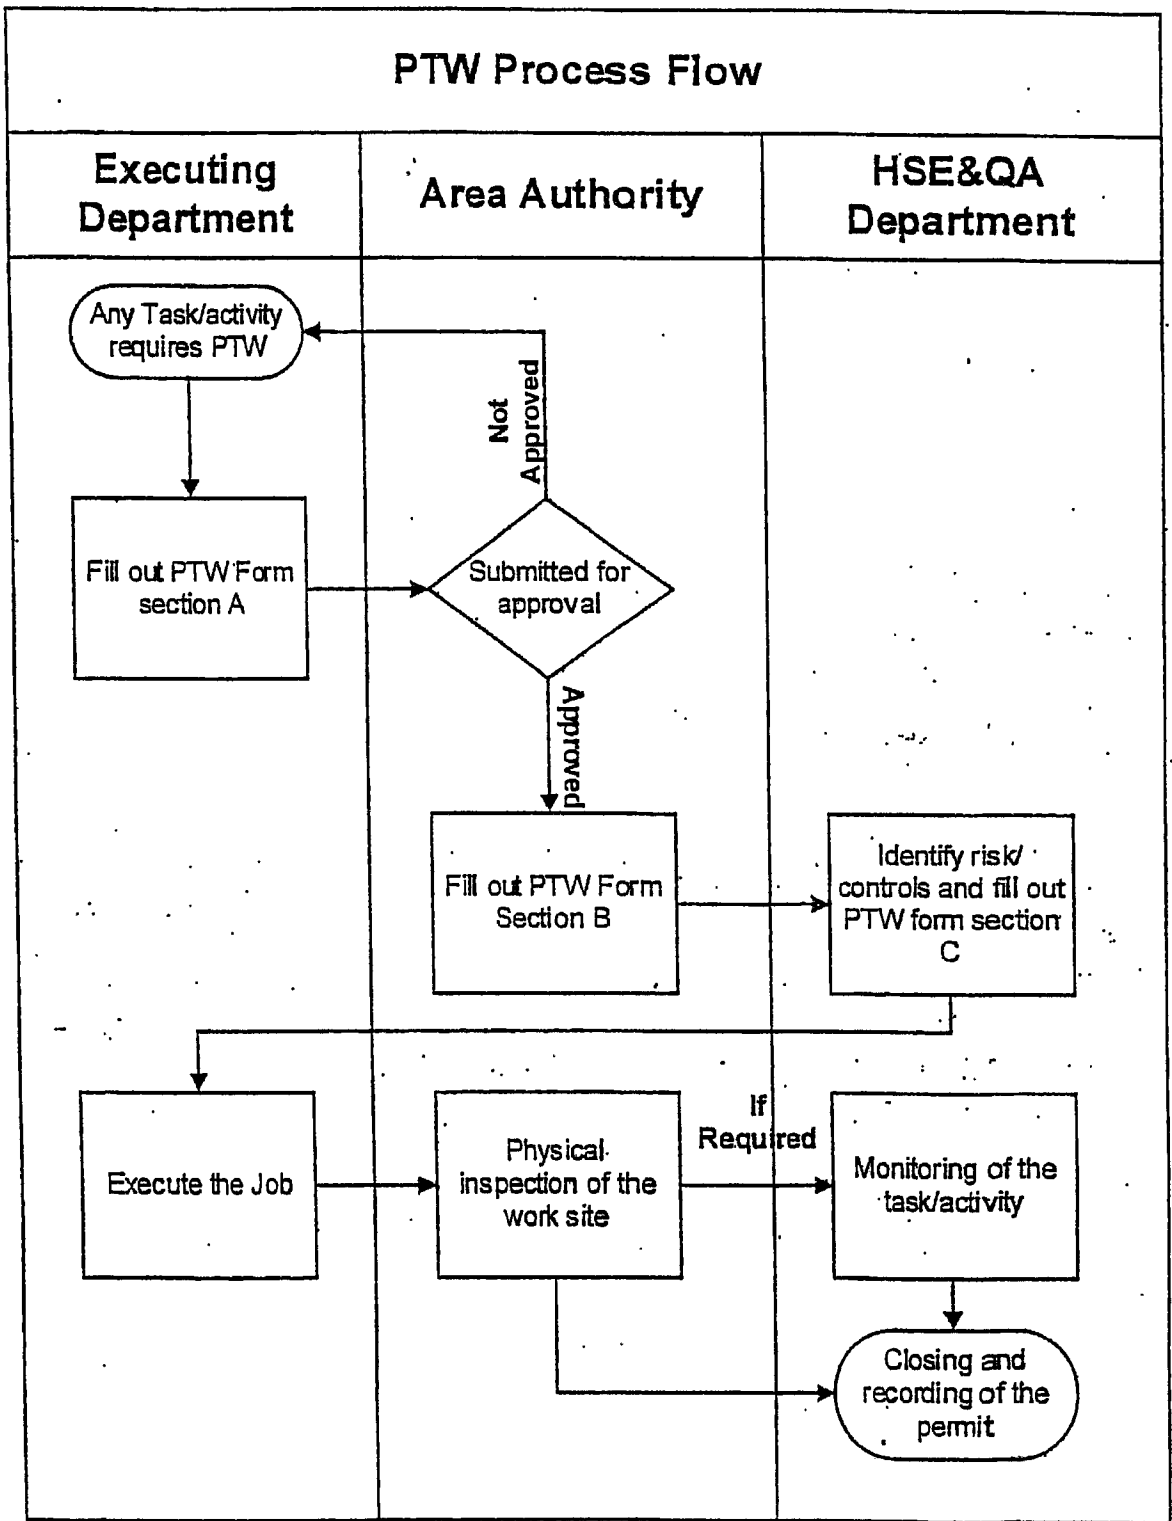 PTW Process Flow
Executing
Department
Area Authority
HSE&QA
Department
Any Task/activity
requires PTW
Not
Approved
Fill out PTW Form
section A
Submitted for
approval
Approved
Fill out PTW Form
Section B
Identify risk/
controls and fill out
PTW form section
C
Execute the Job
Physical
inspection of the
work site
If
Required
Monitoring of the
task/activity
Closing and
recording of the
permit